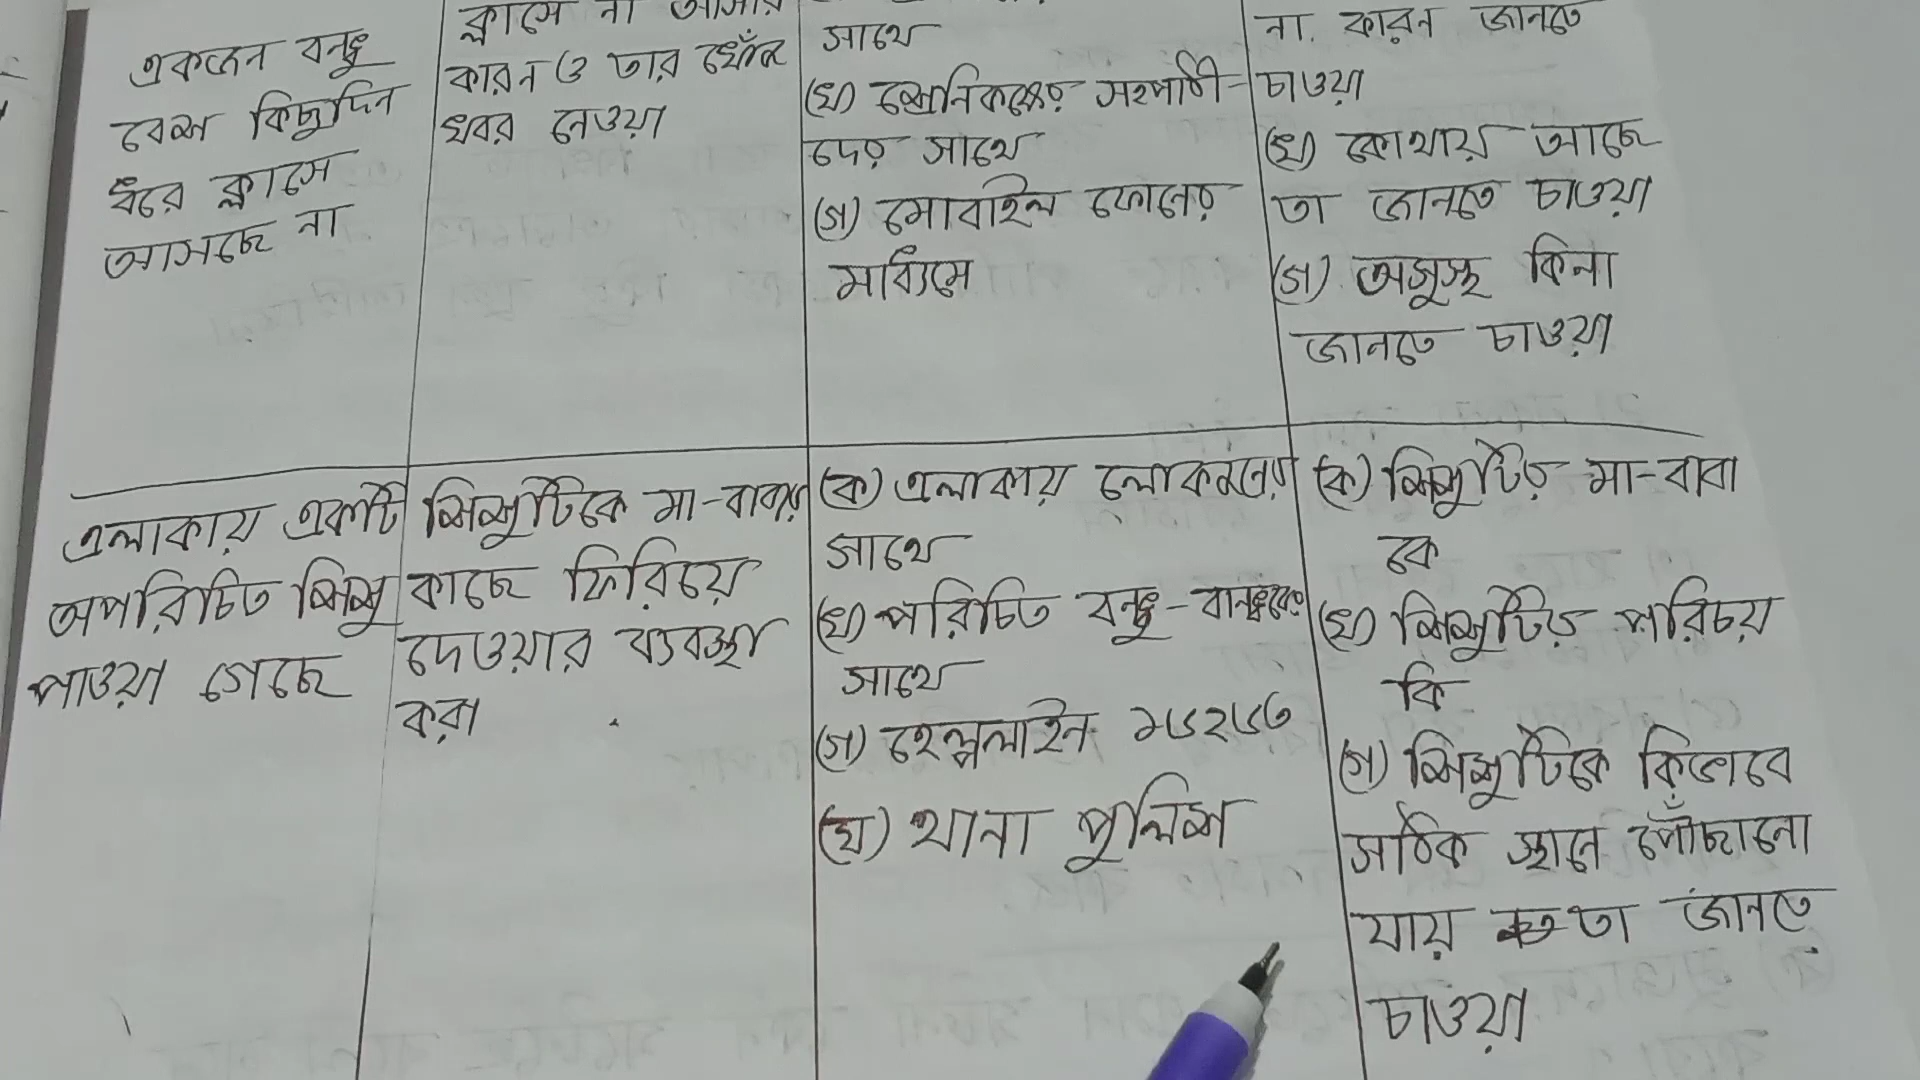 একজন বন্ধু
বেশ কিছুদিন
ধরে ক্লাসে
আসছে না
ক্লাসে না আসার
কারন ও তার খোঁজ
খবর নেওয়া
সাথে
(খ) শ্রেনিকক্ষের সহপাঠী-
দের সাথে
(গ) মোবাইল ফোনের
মাধ্যিমে
না. কারন জানতে
চাওয়া
(খ) কোথায় আছে
তা জানতে চাওয়া
(গ) অসুস্থ কিনা
জানতে চাওয়া
এলাকায় একটি
অপরিচিত শিশু
পাওয়া গেছে
শিশুটিকে মা-বাবার
কাছে ফিরিয়ে
দেওয়ার ব্যবস্থা
করা
(ক) এলাকায় লোকজনের
সাথে
(খ) পরিচিত বন্ধু-বান্ধবের
সাথে
(গ) হেল্পলাইন
(ঘ) থানা পুলিশ
(ক) শিশুটির মা-বাবা
কে
(খ) শিশুটির পরিচয়
কি
(গ) শিশুটিকে কিভাবে
সঠিক স্থানে পৌঁছানো
যায় তা জানতে
চাওয়া